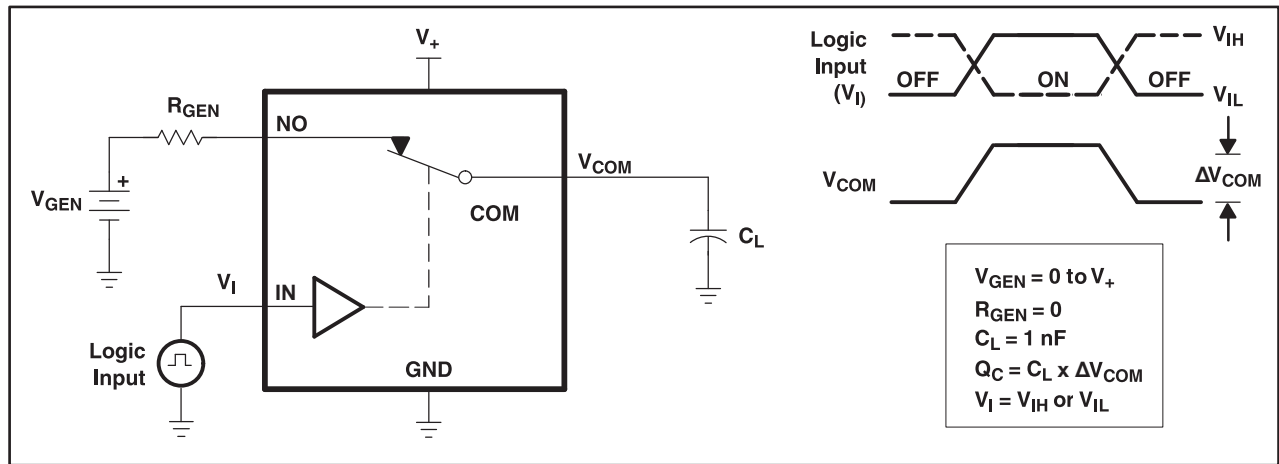 V+
RGEN
NO
VGEN
+
VCOM
COM
CL
VI
IN
Logic
Input
GND
Logic
Input
(VI)
OFF
ON
OFF
VIH
VIL
VCOM
ΔVCOM
VGEN = 0 to V+
RGEN = 0
CL = 1 nF
QC = CL x ΔVCOM
VI = VIH or VIL